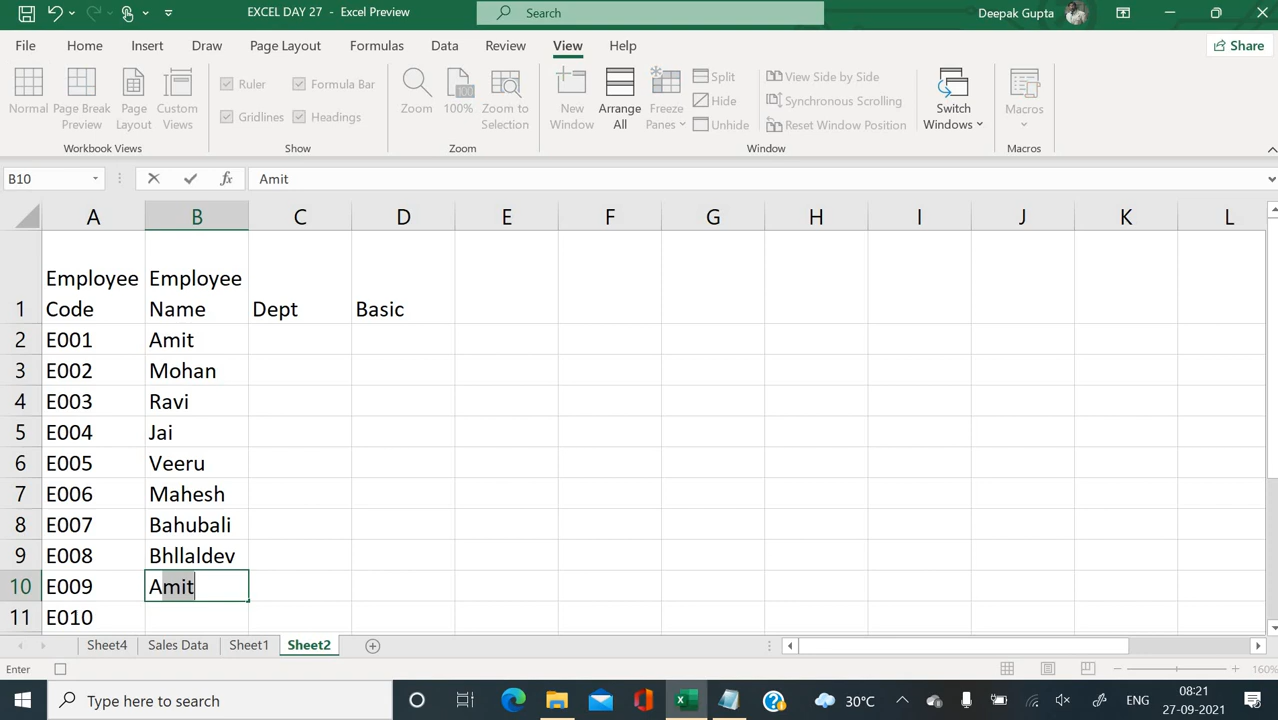 EXCEL DAY 27 - Excel Preview
Search
Deepak Gupta
File Home Insert Draw Page Layout Formulas Data Review View Help Share
Normal
Page Break Preview
Page Layout
Custom Views
Workbook Views
Ruler
Formula Bar
Gridlines
Headings
Show
Zoom
100%
Zoom to Selection
Zoom
New Window
Arrange All
Freeze Panes
Split
Hide
Unhide
View Side by Side
Synchronous Scrolling
Reset Window Position
Window
Switch Windows
Macros
Macros
B10 fx Amit
A B C D E F G H I J K L
1 Employee Code Employee Name Dept Basic
2 E001 Amit
3 E002 Mohan
4 E003 Ravi
5 E004 Jai
6 E005 Veeru
7 E006 Mahesh
8 E007 Bahubali
9 E008 Bhllaldev
10 E009 Amit
11 E010
Sheet4 Sales Data Sheet1 Sheet2
Enter 160%
Type here to search
30°C ENG 08:21
27-09-2021